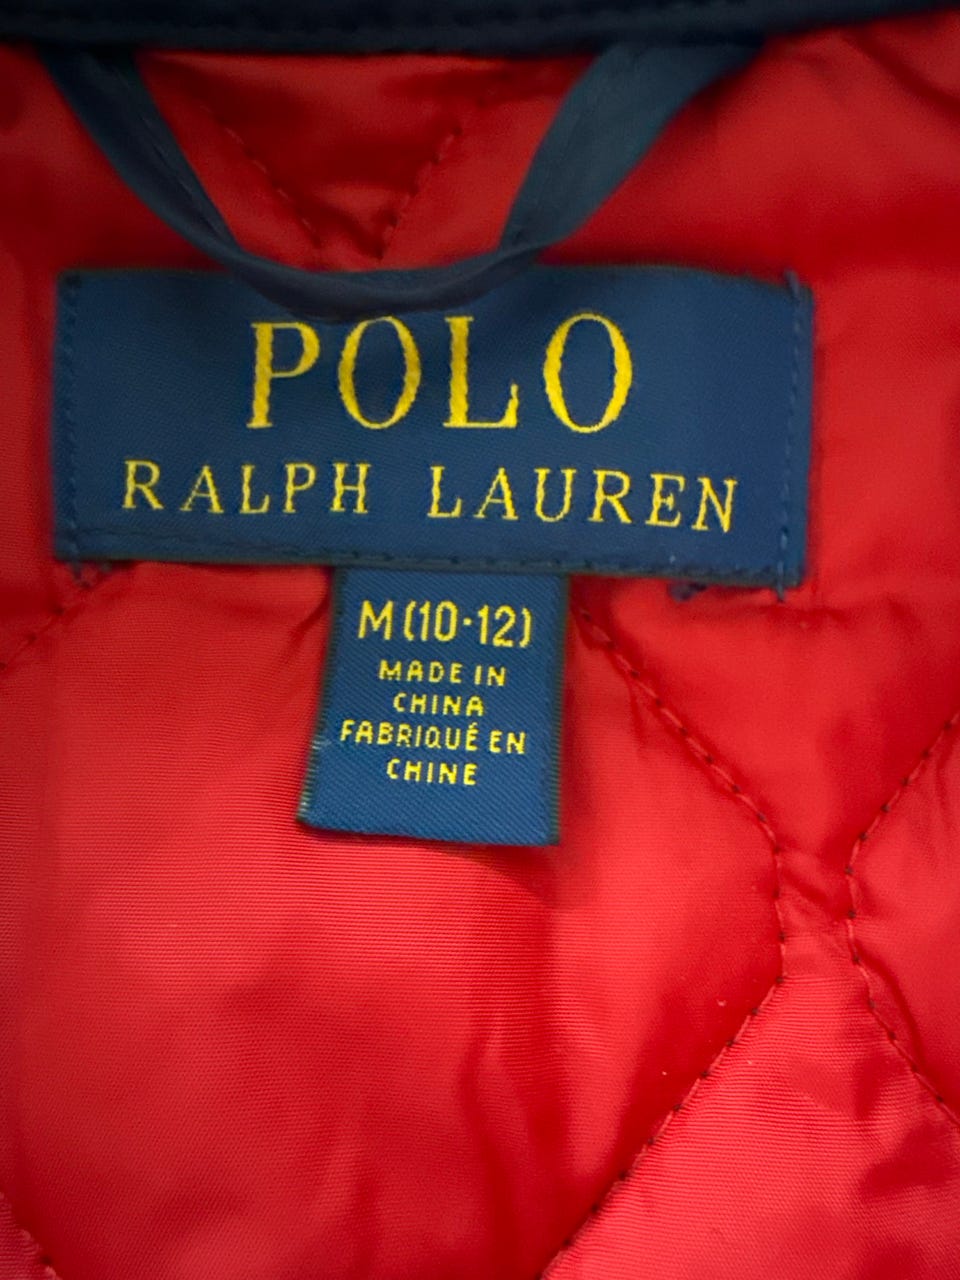 POLO
RALPH LAUREN
M(10-12)
MADE IN
CHINA
FABRIQUÉ EN
CHINE